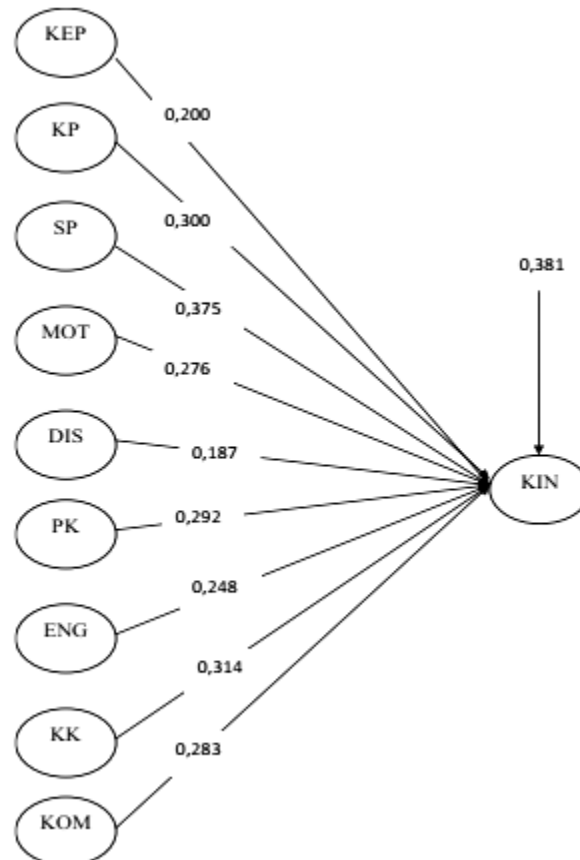 KEP
0,200
KP
0,300
SP
0,381
0,375
MOT
0,276
DIS
0,187
KIN
PK
0,292
0,248
ENG
0,314
KK
0,283
KOM